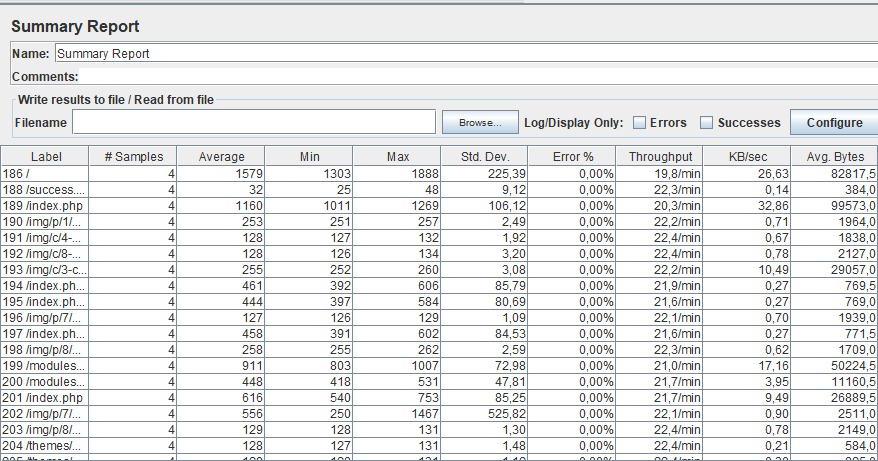 Summary Report
Name: Summary Report
Comments:
Write results to file / Read from file
Filename Browse... Log/Display Only: Errors Successes Configure
Label # Samples Average Min Max Std. Dev. Error % Throughput KB/sec Avg. Bytes
186 / 4 1579 1303 1888 225,39 0,00% 19,8/min 26,63 82817,5
188 /success.... 4 32 25 48 9,12 0,00% 22,3/min 0,14 384,0
189 /index.php 4 1160 1011 1269 106,12 0,00% 20,3/min 32,86 99573,0
190 /img/p/1/... 4 253 251 257 2,49 0,00% 22,2/min 0,71 1964,0
191 /img/c/4-... 4 128 127 132 1,92 0,00% 22,4/min 0,67 1838,0
192 /img/c/8-... 4 128 126 134 3,20 0,00% 22,4/min 0,78 2127,0
193 /img/c/3-c... 4 255 252 260 3,08 0,00% 22,2/min 10,49 29057,0
194 /index.ph... 4 461 392 606 85,79 0,00% 21,9/min 0,27 769,5
195 /index.ph... 4 444 397 584 80,69 0,00% 21,6/min 0,27 769,0
196 /img/p/7/... 4 127 126 129 1,09 0,00% 22,1/min 0,70 1939,0
197 /index.ph... 4 458 391 602 84,53 0,00% 21,6/min 0,27 771,5
198 /img/p/8/... 4 258 255 262 2,59 0,00% 22,3/min 0,62 1709,0
199 /modules... 4 911 803 1007 72,98 0,00% 21,0/min 17,16 50224,5
200 /modules... 4 448 418 531 47,81 0,00% 21,7/min 3,95 11160,5
201 /index.php 4 616 540 753 85,25 0,00% 21,7/min 9,49 26889,5
202 /img/p/7/... 4 556 250 1467 525,82 0,00% 22,1/min 0,90 2511,0
203 /img/p/8/... 4 129 128 131 1,30 0,00% 22,4/min 0,78 2149,0
204 /themes/... 4 128 127 131 1,48 0,00% 22,4/min 0,21 584,0